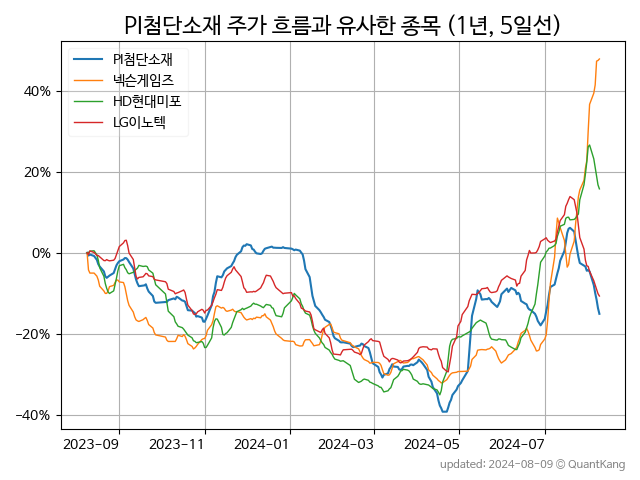 PI첨단소재 주가 흐름과 유사한 종목 (1년, 5일선)
PI첨단소재
넥슨게임즈
HD현대미포
LG이노텍
40%
20%
0%
−20%
−40%
2023-09 2023-11 2024-01 2024-03 2024-05 2024-07
updated: 2024-08-09 © QuantKang